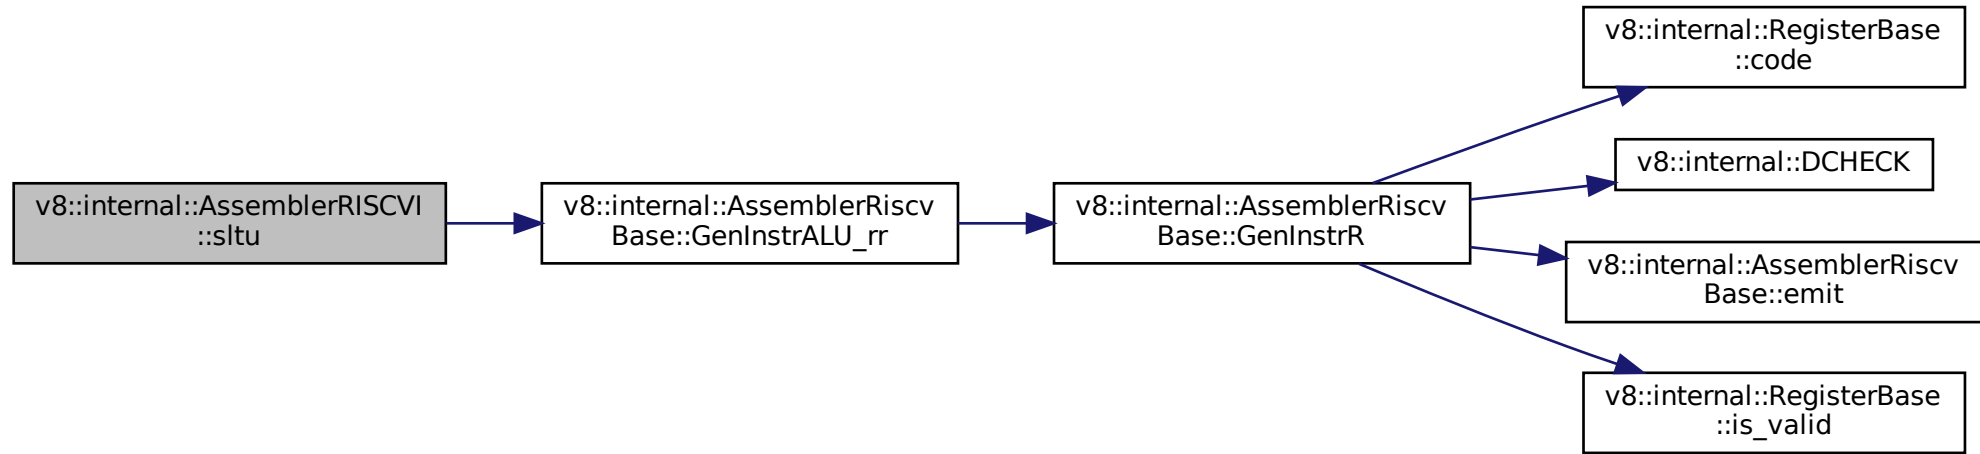 v8::internal::AssemblerRISCVI
::sltu
v8::internal::AssemblerRiscv
Base::GenInstrALU_rr
v8::internal::AssemblerRiscv
Base::GenInstrR
v8::internal::RegisterBase
::code
v8::internal::DCHECK
v8::internal::AssemblerRiscv
Base::emit
v8::internal::RegisterBase
::is_valid